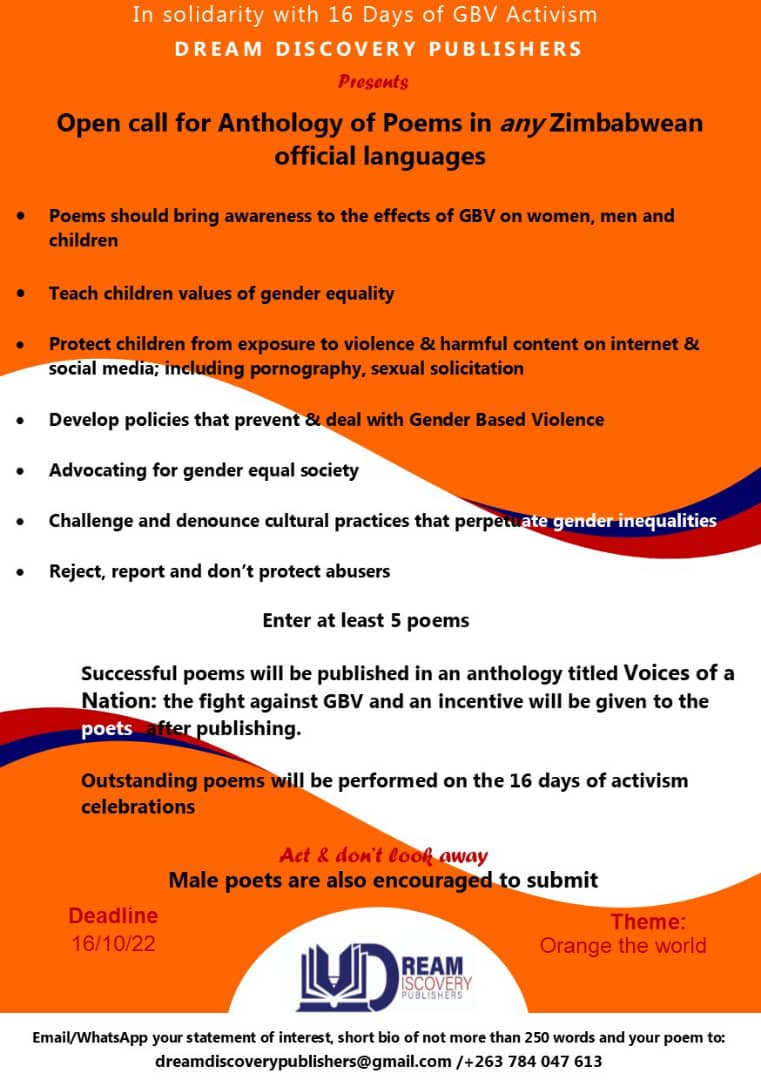 In solidarity with 16 Days of GBV Activism
DREAM DISCOVERY PUBLISHERS
Presents
Open call for Anthology of Poems in any Zimbabwean
official languages
• Poems should bring awareness to the effects of GBV on women, men and
children
• Teach children values of gender equality
• Protect children from exposure to violence & harmful content on internet &
social media; including pornography, sexual solicitation
• Develop policies that prevent & deal with Gender Based Violence
• Advocating for gender equal society
• Challenge and denounce cultural practices that perpetuate gender inequalities
• Reject, report and don't protect abusers
Enter at least 5 poems
Successful poems will be published in an anthology titled Voices of a
Nation: the fight against GBV and an incentive will be given to the
poets after publishing.
Outstanding poems will be performed on the 16 days of activism
celebrations
Act & don't look away
Male poets are also encouraged to submit
Deadline
16/10/22
Theme:
Orange the world
DREAM
DISCOVERY
PUBLISHERS
Email/WhatsApp your statement of interest, short bio of not more than 250 words and your poem to:
dreamdiscoverypublishers@gmail.com /+263 784 047 613